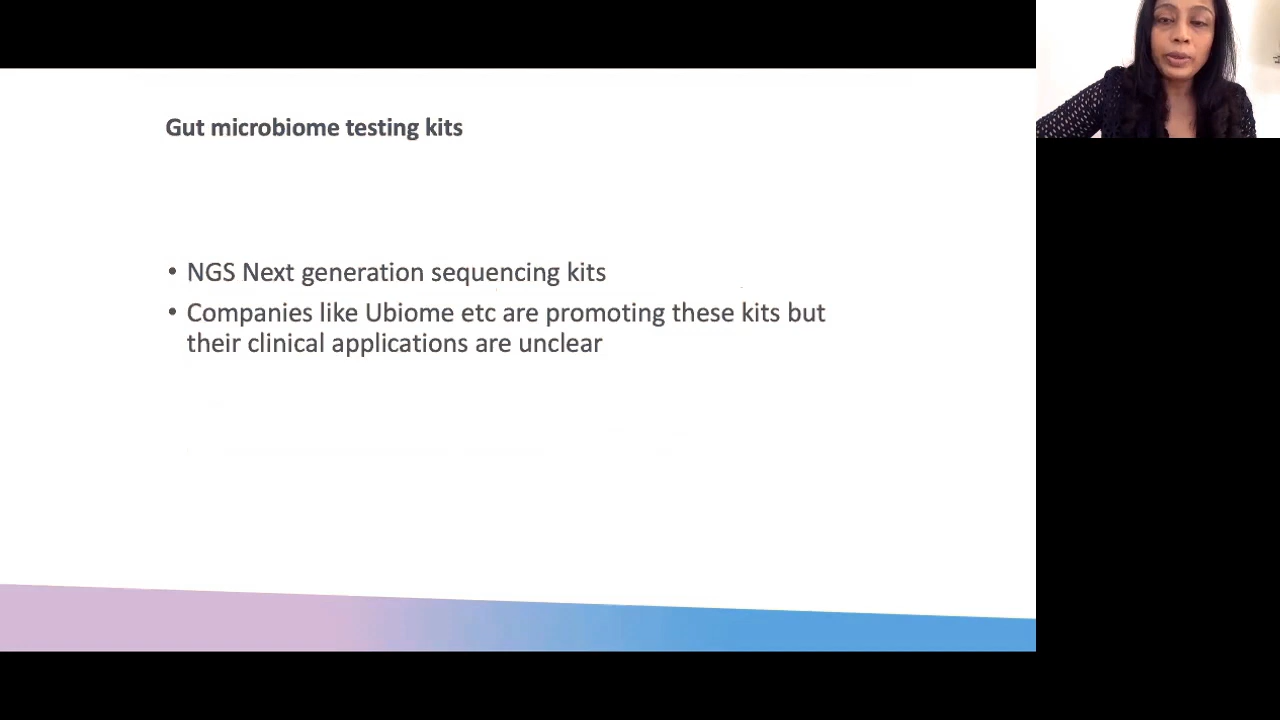 Gut microbiome testing kits
• NGS Next generation sequencing kits
• Companies like Ubiome etc are promoting these kits but
their clinical applications are unclear